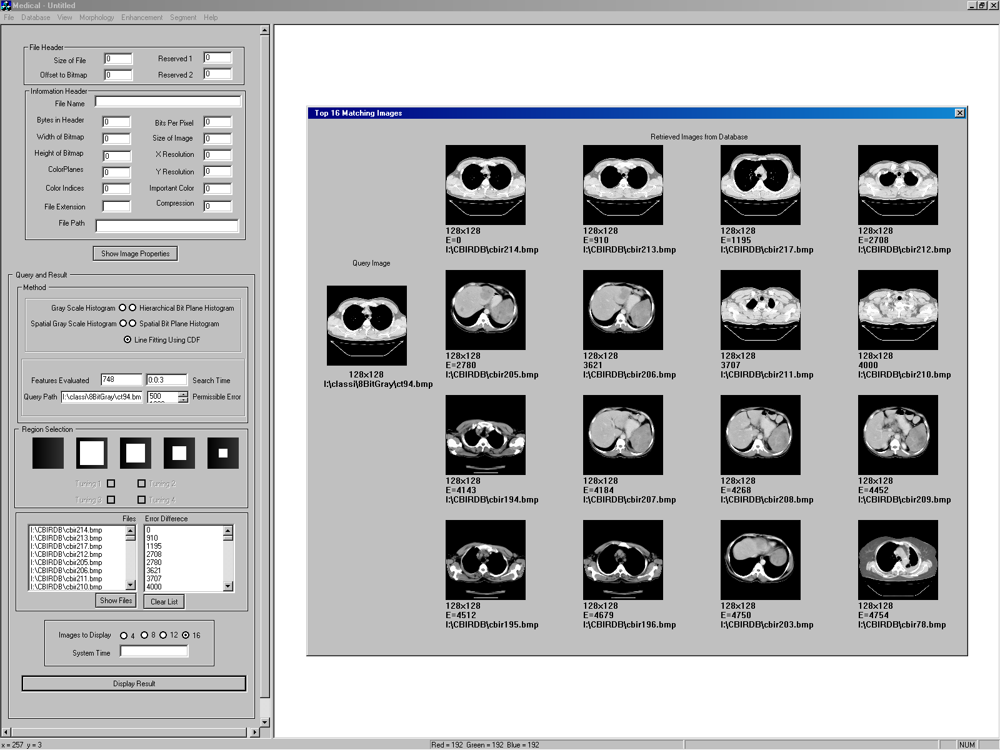 Medical - Untitled
File Database View Morphology Enhancement Segment Help
File Header
Size of File 0 Reserved 1 0
Offset to Bitmap 0 Reserved 2 0
Information Header
File Name
Bytes in Header 0 Bits Per Pixel 0
Width of Bitmap 0 Size of Image 0
Height of Bitmap 0 X Resolution 0
ColorPlanes 0 Y Resolution 0
Color Indices 0 Important Color 0
File Extension Compression 0
File Path
Show Image Properties
Query and Result
Method
Gray Scale Histogram Hierarchical Bit Plane Histogram
Spatial Gray Scale Histogram Spatial Bit Plane Histogram
Line Fitting Using CDF
Features Evaluated 748 0:0:3 Search Time
Query Path I:\classi\8BitGray\ct94.bm 500 Permissible Error
Region Selection
Tuning 1 Tuning 2
Tuning 3 Tuning 4
Files Error Differece
I:\CBIRDB\cbir214.bmp 0
I:\CBIRDB\cbir213.bmp 910
I:\CBIRDB\cbir217.bmp 1195
I:\CBIRDB\cbir212.bmp 2708
I:\CBIRDB\cbir205.bmp 2780
I:\CBIRDB\cbir206.bmp 3621
I:\CBIRDB\cbir211.bmp 3707
I:\CBIRDB\cbir210.bmp 4000
Show Files Clear List
Images to Display 4 8 12 16
System Time
Display Result
Top 16 Matching Images
Retrieved Images from Database
Query Image
128x128
I:\classi\8BitGray\ct94.bmp
128x128 128x128 128x128 128x128
E=0 E=910 E=1195 E=2708
I:\CBIRDB\cbir214.bmp I:\CBIRDB\cbir213.bmp I:\CBIRDB\cbir217.bmp I:\CBIRDB\cbir212.bmp
128x128 128x128 128x128 128x128
E=2780 3621 3707 4000
I:\CBIRDB\cbir205.bmp I:\CBIRDB\cbir206.bmp I:\CBIRDB\cbir211.bmp I:\CBIRDB\cbir210.bmp
128x128 128x128 128x128 128x128
E=4143 E=4184 E=4268 E=4452
I:\CBIRDB\cbir194.bmp I:\CBIRDB\cbir207.bmp I:\CBIRDB\cbir208.bmp I:\CBIRDB\cbir209.bmp
128x128 128x128 128x128 128x128
E=4512 E=4679 E=4750 E=4754
I:\CBIRDB\cbir195.bmp I:\CBIRDB\cbir196.bmp I:\CBIRDB\cbir203.bmp I:\CBIRDB\cbir78.bmp
x = 257 y = 3 Red = 192 Green = 192 Blue = 192 NUM